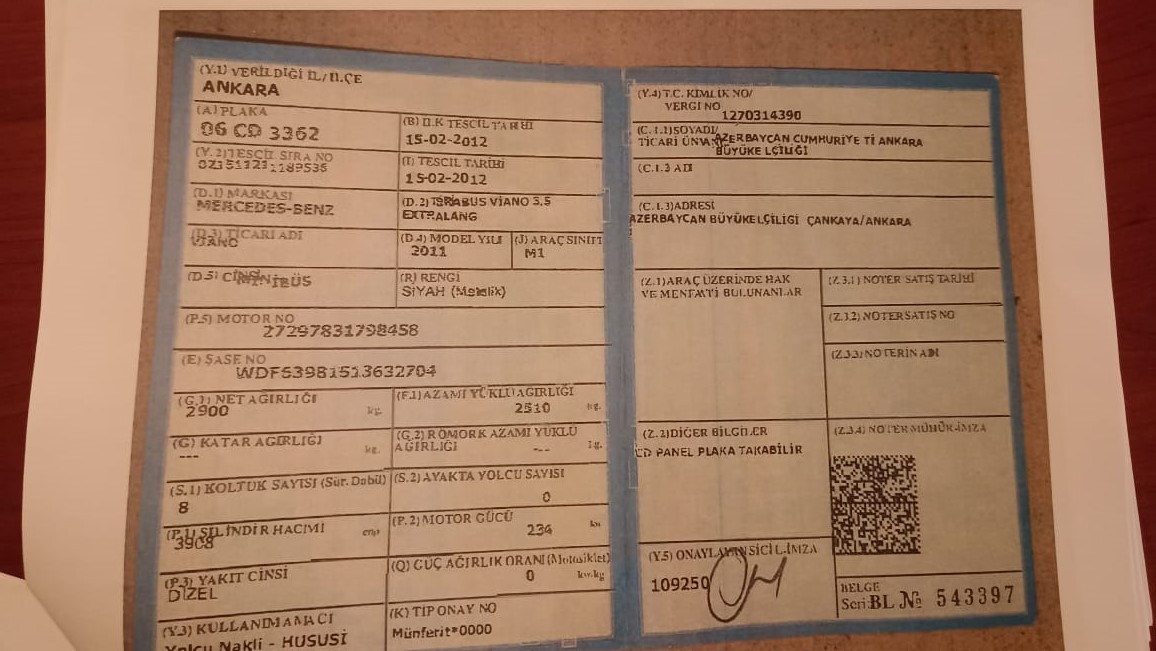 (Y.1) VERİLDİĞİ İL/İLÇE
ANKARA
(A) PLAKA
06 CD 3362
(B) İLK TESCİL TARİHİ
15-02-2012
(Y.2) TESCİL SIRA NO
(I) TESCİL TARİHİ
15-02-2012
(D.1) MARKASI
MERCEDES-BENZ
(D.2) TİPİ
VIANO 3,5
EXTRALANG
(D.3) TİCARİ ADI
VIANO
(D.4) MODEL YILI
2011
(J) ARAÇ SINIFI
M1
(D.5) CİNSİ
MİNİBÜS
(R) RENGİ
SİYAH (Metalik)
(P.5) MOTOR NO
27297831798458
(E) ŞASE NO
WDF63981513632704
(G.1) NET AĞIRLIĞI
2900 kg.
(F.1) AZAMİ YÜKLÜ AĞIRLIĞI
2510 kg.
(G) KATAR AĞIRLIĞI
--- kg.
(G.2) RÖMORK AZAMİ YÜKLÜ
AĞIRLIĞI
--- kg.
(S.1) KOLTUK SAYISI (Sür. Dahil)
8
(S.2) AYAKTA YOLCU SAYISI
0
(P.1) SİLİNDİR HACMİ
cm3
(P.2) MOTOR GÜCÜ
234 kw
(P.3) YAKIT CİNSİ
DİZEL
(Q) GÜÇ AĞIRLIK ORANI (Motosiklet)
0 kw/kg
(Y.3) KULLANIM AMACI
Yolcu Nakli - HUSUSİ
(K) TİP ONAY NO
Münferit*0000
(Y.4) T.C. KİMLİK NO/
VERGİ NO
1270314390
(C.1.1) SOYADI/
TİCARİ ÜNVANI
AZERBAYCAN CUMHURİYETİ ANKARA
BÜYÜKELÇİLİĞİ
(C.1.2) ADI
(C.1.3) ADRESİ
AZERBAYCAN BÜYÜKELÇİLİĞİ ÇANKAYA/ANKARA
(Z.1) ARAÇ ÜZERİNDE HAK
VE MENFAATİ BULUNANLAR
(Z.3.1) NOTER SATIŞ TARİHİ
(Z.3.2) NOTER SATIŞ NO
(Z.3.3) NOTERİN ADI
(Z.2) DİĞER BİLGİLER
CD PANEL PLAKA TAKABİLİR
(Z.3.4) NOTER MÜHÜR-İMZA
(Y.5) ONAYLAYAN SİCİL-İMZA
109250
BELGE
Seri: BL № 543397